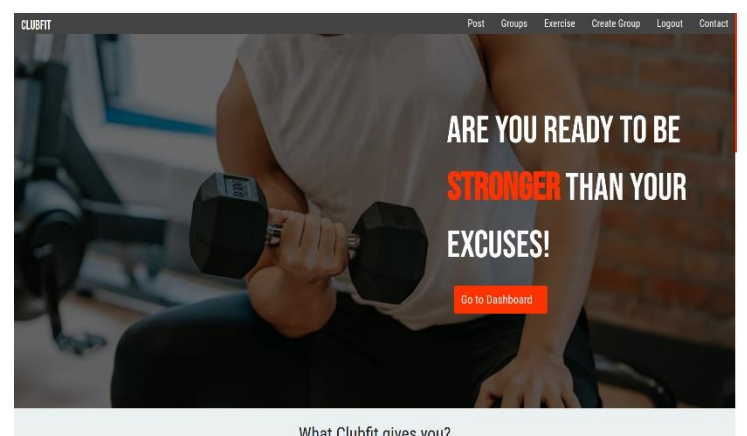 CLUBFIT
Post Groups Exercise Create Group Logout Contact
ARE YOU READY TO BE
STRONGER THAN YOUR
EXCUSES!
Go to Dashboard
What Clubfit gives you?